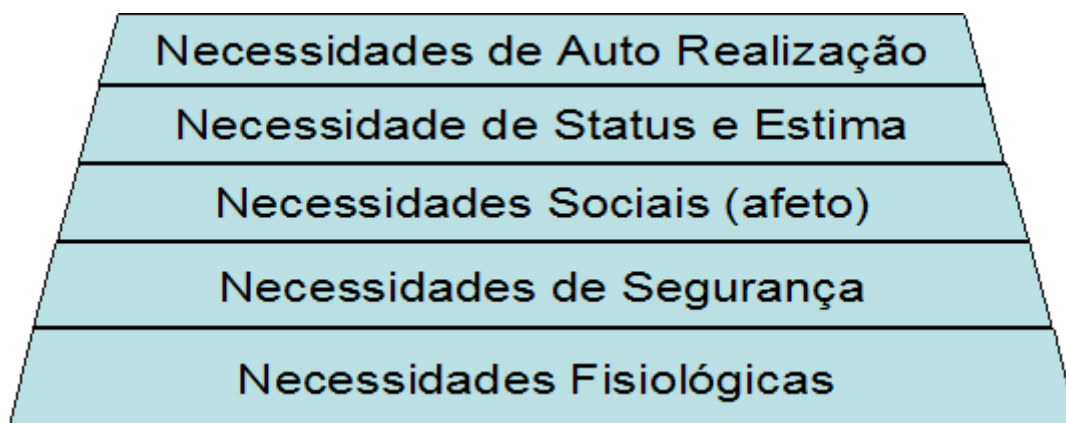 Necessidades de Auto Realização
Necessidade de Status e Estima
Necessidades Sociais (afeto)
Necessidades de Segurança
Necessidades Fisiológicas